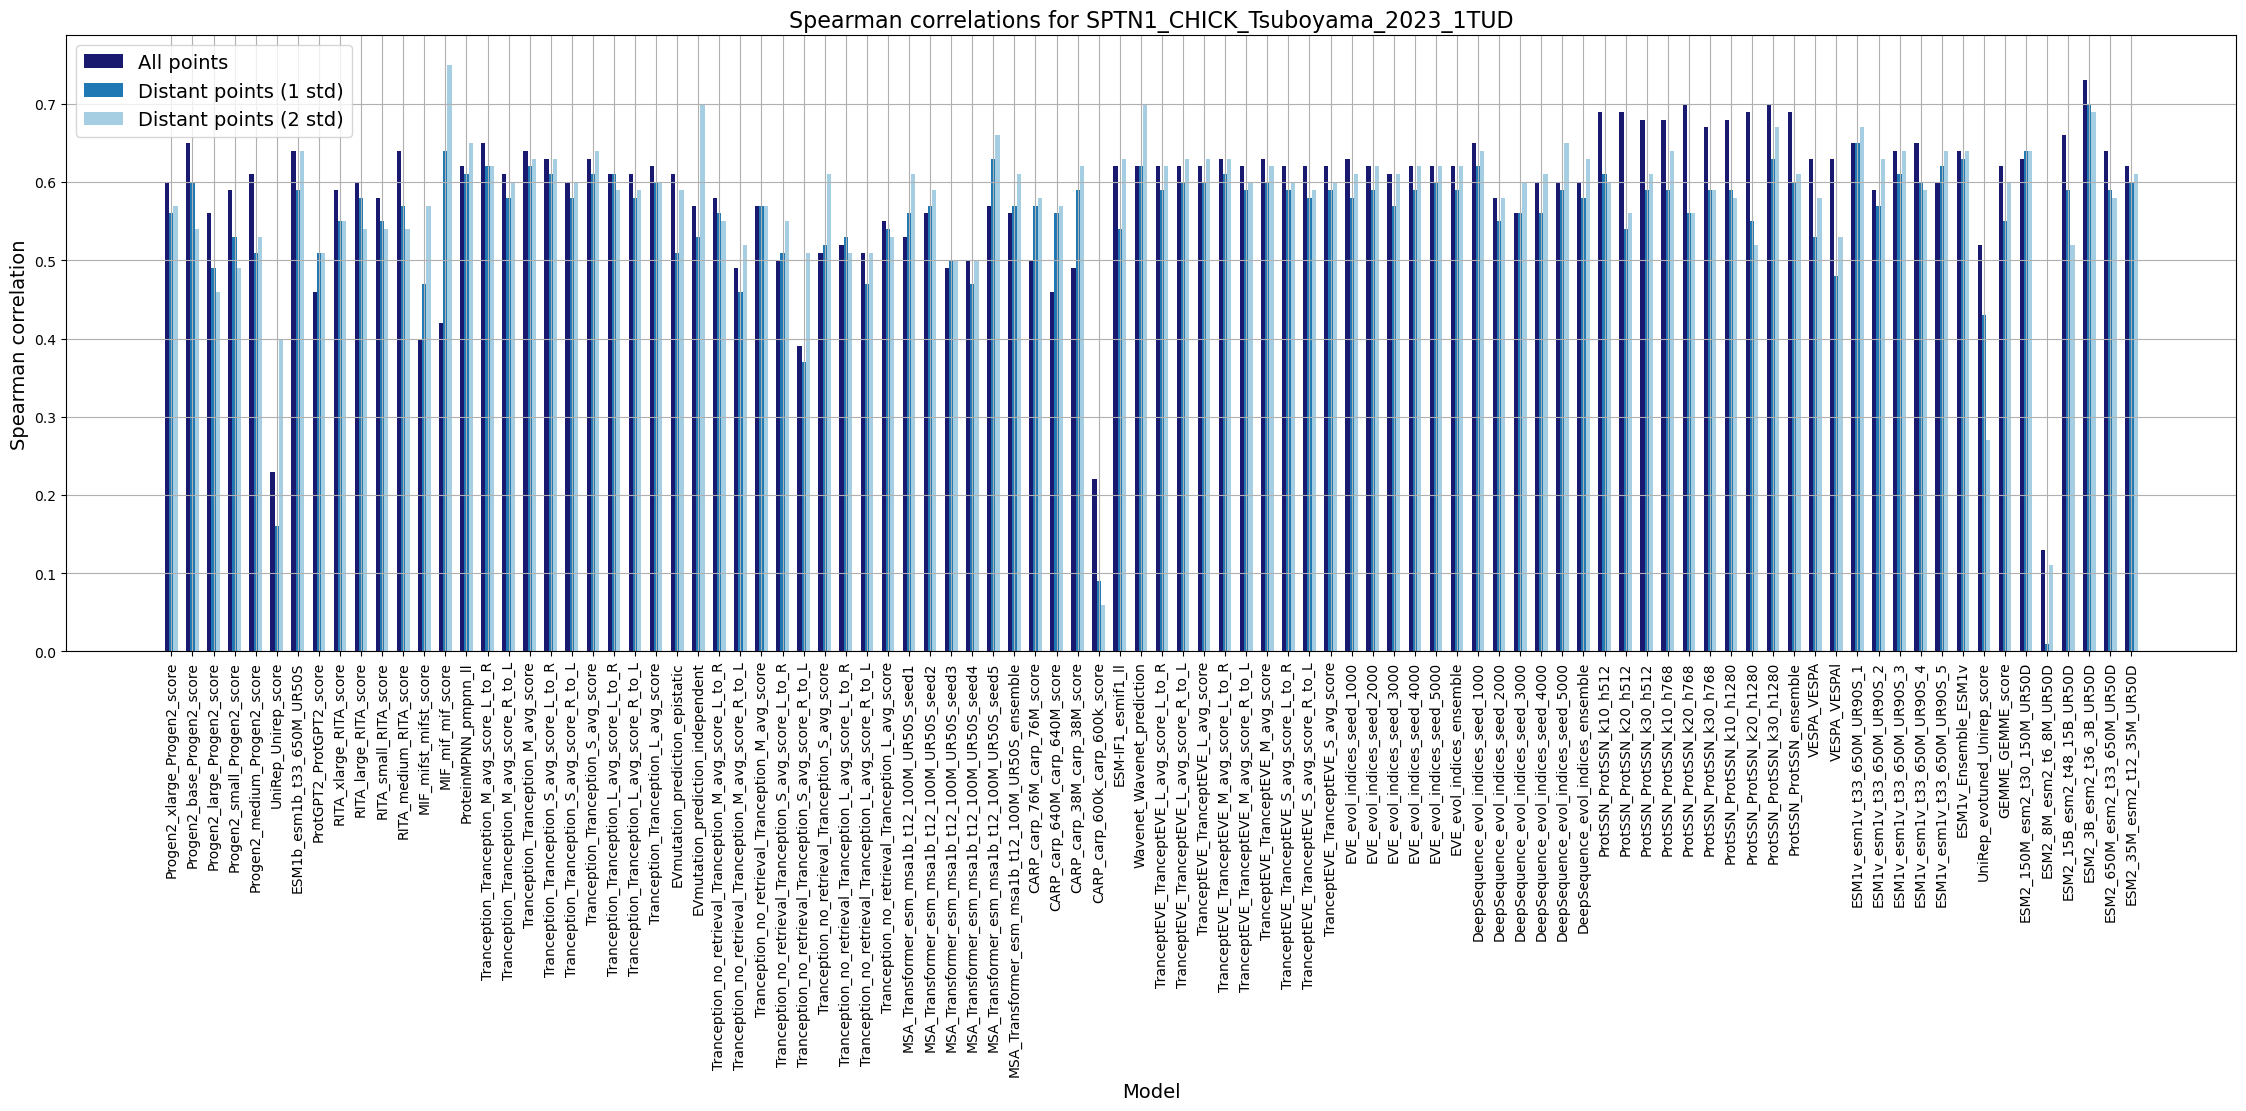 Spearman correlations for SPTN1_CHICK_Tsuboyama_2023_1TUD
All points
Distant points (1 std)
Distant points (2 std)
Spearman correlation
0.7
0.6
0.5
0.4
0.3
0.2
0.1
0.0
Progen2_xlarge_Progen2_score
Progen2_base_Progen2_score
Progen2_large_Progen2_score
Progen2_small_Progen2_score
Progen2_medium_Progen2_score
UniRep_Unirep_score
ESM1b_esm1b_t33_650M_UR50S
ProtGPT2_ProtGPT2_score
RITA_xlarge_RITA_score
RITA_large_RITA_score
RITA_small_RITA_score
RITA_medium_RITA_score
MIF_mifst_mifst_score
MIF_mif_mif_score
ProteinMPNN_pmpnn_ll
Tranception_Tranception_M_avg_score_L_to_R
Tranception_Tranception_M_avg_score_R_to_L
Tranception_Tranception_M_avg_score
Tranception_Tranception_S_avg_score_L_to_R
Tranception_Tranception_S_avg_score_R_to_L
Tranception_Tranception_S_avg_score
Tranception_Tranception_L_avg_score_L_to_R
Tranception_Tranception_L_avg_score_R_to_L
Tranception_Tranception_L_avg_score
EVmutation_prediction_epistatic
EVmutation_prediction_independent
Tranception_no_retrieval_Tranception_M_avg_score_L_to_R
Tranception_no_retrieval_Tranception_M_avg_score_R_to_L
Tranception_no_retrieval_Tranception_M_avg_score
Tranception_no_retrieval_Tranception_S_avg_score_L_to_R
Tranception_no_retrieval_Tranception_S_avg_score_R_to_L
Tranception_no_retrieval_Tranception_S_avg_score
Tranception_no_retrieval_Tranception_L_avg_score_L_to_R
Tranception_no_retrieval_Tranception_L_avg_score_R_to_L
Tranception_no_retrieval_Tranception_L_avg_score
MSA_Transformer_esm_msa1b_t12_100M_UR50S_seed1
MSA_Transformer_esm_msa1b_t12_100M_UR50S_seed2
MSA_Transformer_esm_msa1b_t12_100M_UR50S_seed3
MSA_Transformer_esm_msa1b_t12_100M_UR50S_seed4
MSA_Transformer_esm_msa1b_t12_100M_UR50S_seed5
MSA_Transformer_esm_msa1b_t12_100M_UR50S_ensemble
CARP_carp_76M_carp_76M_score
CARP_carp_640M_carp_640M_score
CARP_carp_38M_carp_38M_score
CARP_carp_600k_carp_600k_score
ESM-IF1_esmif1_ll
Wavenet_Wavenet_prediction
TranceptEVE_TranceptEVE_L_avg_score_L_to_R
TranceptEVE_TranceptEVE_L_avg_score_R_to_L
TranceptEVE_TranceptEVE_L_avg_score
TranceptEVE_TranceptEVE_M_avg_score_L_to_R
TranceptEVE_TranceptEVE_M_avg_score_R_to_L
TranceptEVE_TranceptEVE_M_avg_score
TranceptEVE_TranceptEVE_S_avg_score_L_to_R
TranceptEVE_TranceptEVE_S_avg_score_R_to_L
TranceptEVE_TranceptEVE_S_avg_score
EVE_evol_indices_seed_1000
EVE_evol_indices_seed_2000
EVE_evol_indices_seed_3000
EVE_evol_indices_seed_4000
EVE_evol_indices_seed_5000
EVE_evol_indices_ensemble
DeepSequence_evol_indices_seed_1000
DeepSequence_evol_indices_seed_2000
DeepSequence_evol_indices_seed_3000
DeepSequence_evol_indices_seed_4000
DeepSequence_evol_indices_seed_5000
DeepSequence_evol_indices_ensemble
ProtSSN_ProtSSN_k10_h512
ProtSSN_ProtSSN_k20_h512
ProtSSN_ProtSSN_k30_h512
ProtSSN_ProtSSN_k10_h768
ProtSSN_ProtSSN_k20_h768
ProtSSN_ProtSSN_k30_h768
ProtSSN_ProtSSN_k10_h1280
ProtSSN_ProtSSN_k20_h1280
ProtSSN_ProtSSN_k30_h1280
ProtSSN_ProtSSN_ensemble
VESPA_VESPA
VESPA_VESPAl
ESM1v_esm1v_t33_650M_UR90S_1
ESM1v_esm1v_t33_650M_UR90S_2
ESM1v_esm1v_t33_650M_UR90S_3
ESM1v_esm1v_t33_650M_UR90S_4
ESM1v_esm1v_t33_650M_UR90S_5
ESM1v_Ensemble_ESM1v
UniRep_evotuned_Unirep_score
GEMME_GEMME_score
ESM2_150M_esm2_t30_150M_UR50D
ESM2_8M_esm2_t6_8M_UR50D
ESM2_15B_esm2_t48_15B_UR50D
ESM2_3B_esm2_t36_3B_UR50D
ESM2_650M_esm2_t33_650M_UR50D
ESM2_35M_esm2_t12_35M_UR50D
Model